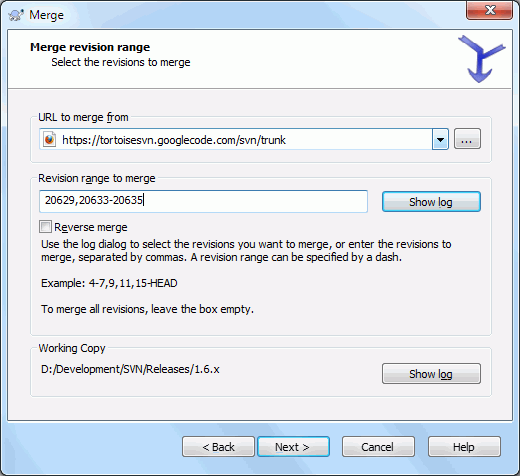 Merge
Merge revision range
Select the revisions to merge
URL to merge from
https://tortoisesvn.googlecode.com/svn/trunk
...
Revision range to merge
20629,20633-20635
Show log
Reverse merge
Use the log dialog to select the revisions you want to merge, or enter the revisions to
merge, separated by commas. A revision range can be specified by a dash.
Example: 4-7,9,11,15-HEAD
To merge all revisions, leave the box empty.
Working Copy
D:/Development/SVN/Releases/1.6.x
Show log
< Back
Next >
Cancel
Help